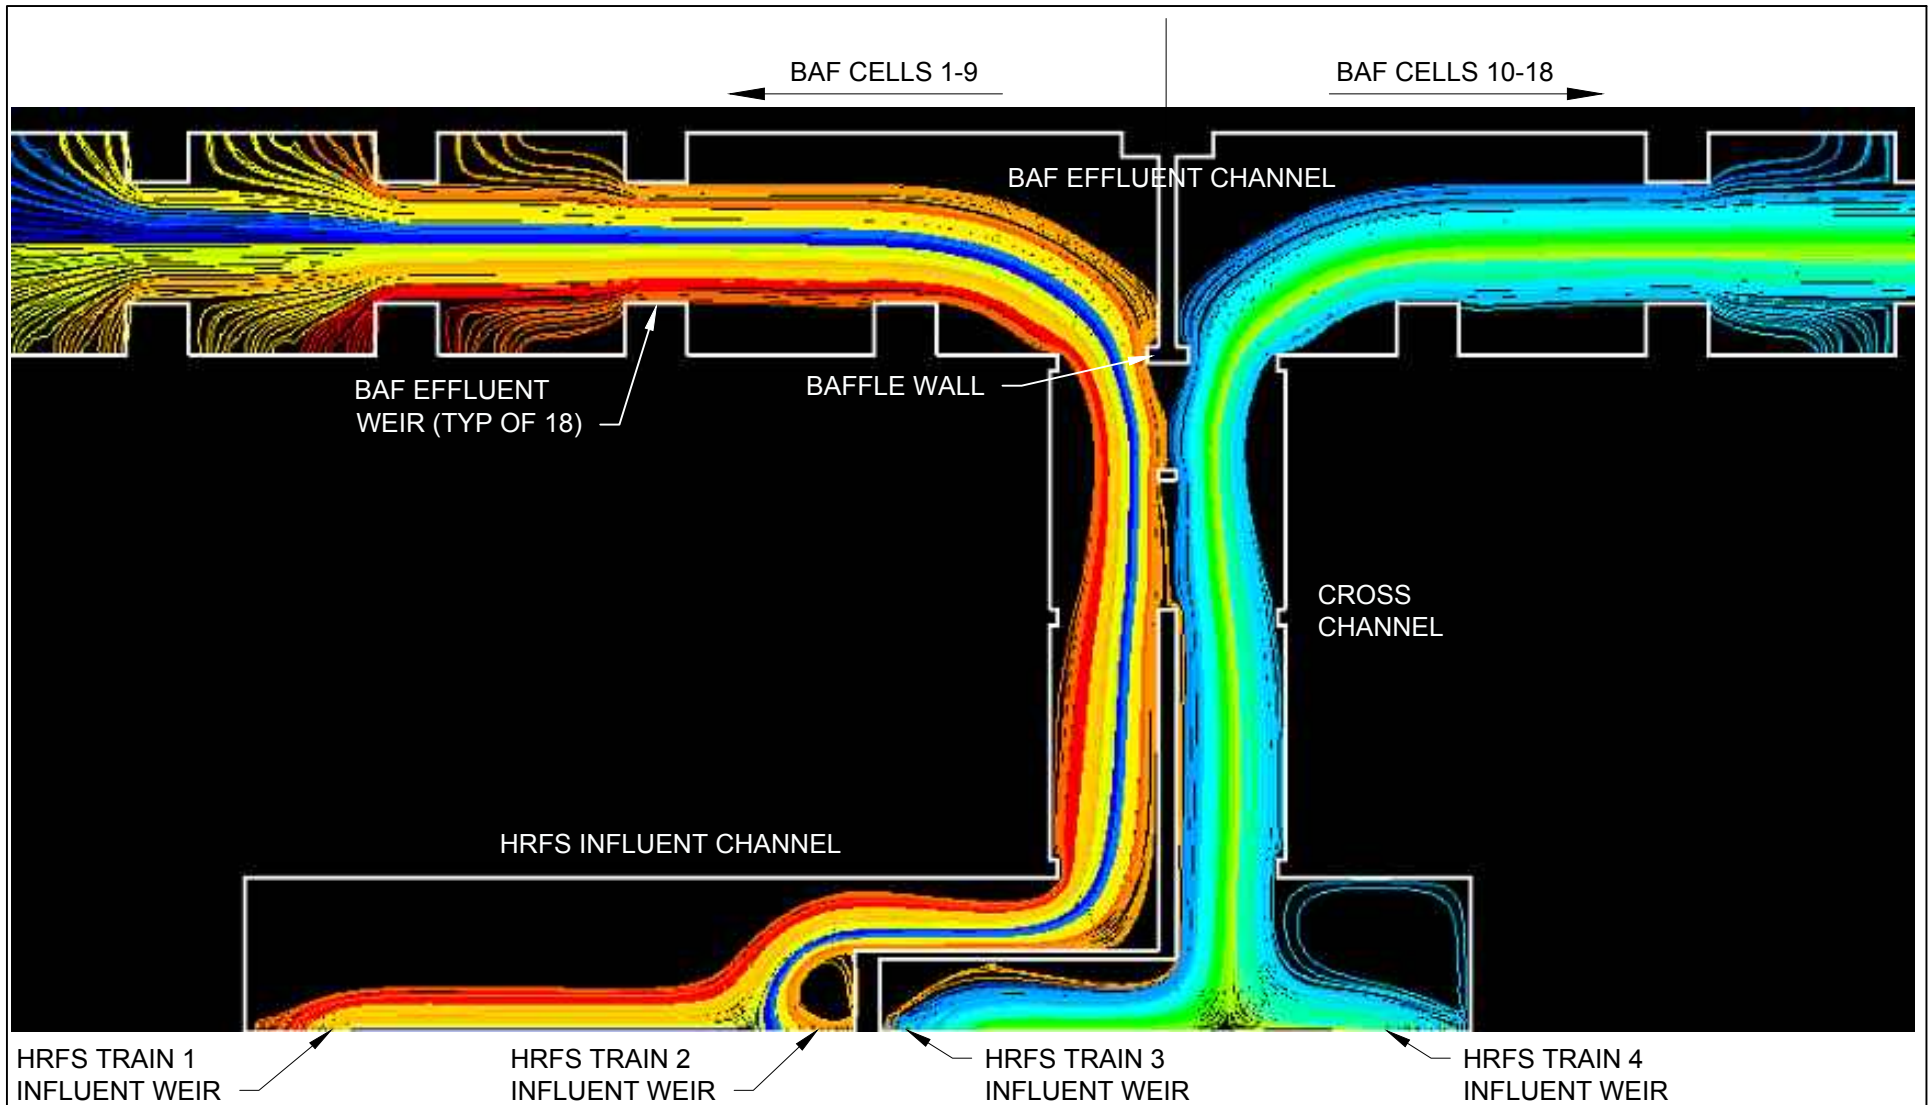 BAF CELLS 1-9
BAF CELLS 10-18
BAF EFFLUENT CHANNEL
BAF EFFLUENT
WEIR (TYP OF 18)
BAFFLE WALL
CROSS
CHANNEL
HRFS INFLUENT CHANNEL
HRFS TRAIN 1
INFLUENT WEIR
HRFS TRAIN 2
INFLUENT WEIR
HRFS TRAIN 3
INFLUENT WEIR
HRFS TRAIN 4
INFLUENT WEIR